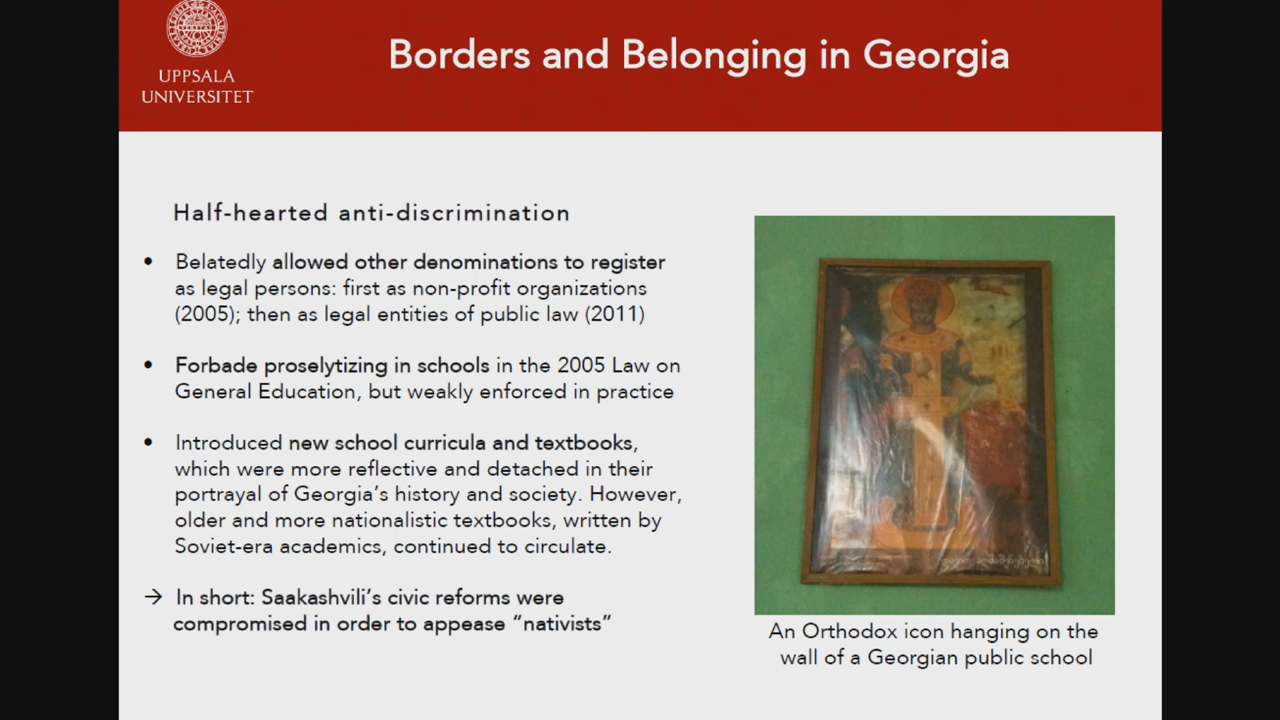 UPPSALA
UNIVERSITET
Borders and Belonging in Georgia
Half-hearted anti-discrimination
• Belatedly allowed other denominations to register
as legal persons: first as non-profit organizations
(2005); then as legal entities of public law (2011)
• Forbade proselytizing in schools in the 2005 Law on
General Education, but weakly enforced in practice
• Introduced new school curricula and textbooks,
which were more reflective and detached in their
portrayal of Georgia’s history and society. However,
older and more nationalistic textbooks, written by
Soviet-era academics, continued to circulate.
→ In short: Saakashvili’s civic reforms were
compromised in order to appease “nativists”
An Orthodox icon hanging on the
wall of a Georgian public school